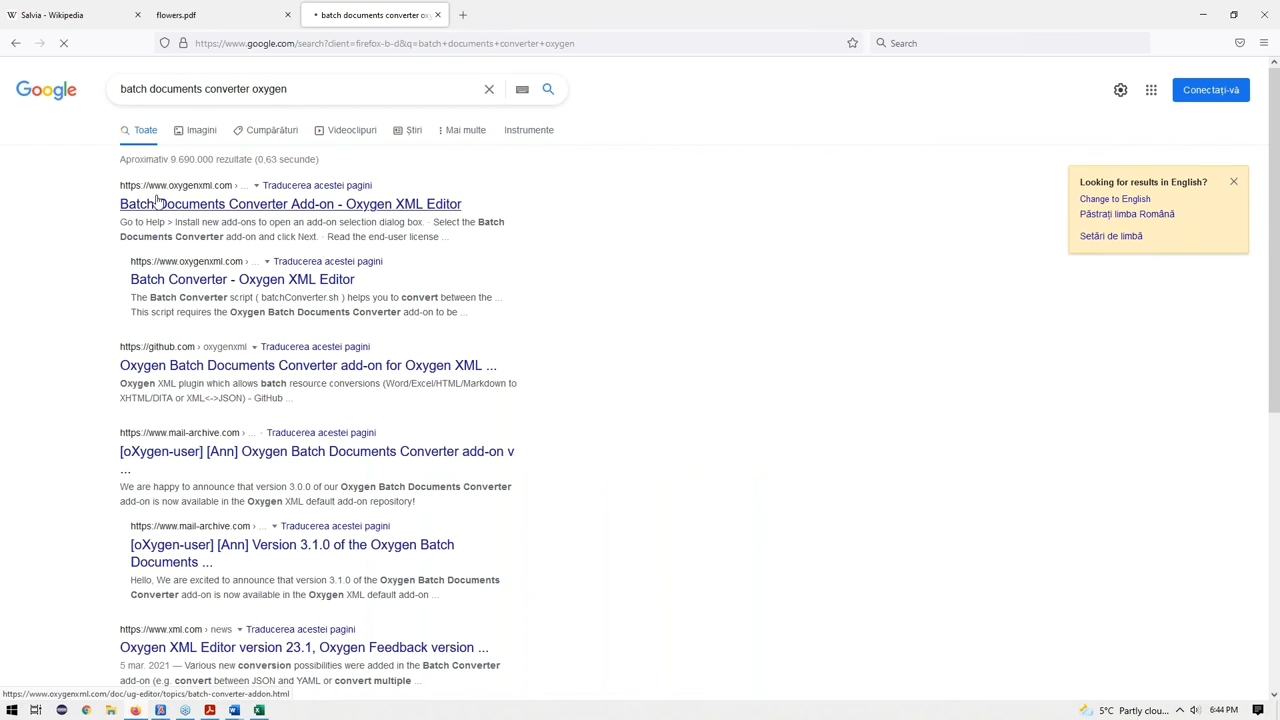 Salvia - Wikipedia
flowers.pdf
batch documents converter oxy
https://www.google.com/search?client=firefox-b-d&q=batch+documents+converter+oxygen
Search
Google
batch documents converter oxygen
Conectați-vă
Toate
Imagini
Cumpărături
Videoclipuri
Știri
Mai multe
Instrumente
Aproximativ 9.690.000 rezultate (0,63 secunde)
https://www.oxygenxml.com › ... Traducerea acestei pagini
Batch Documents Converter Add-on - Oxygen XML Editor
Go to Help > Install new add-ons to open an add-on selection dialog box. · Select the Batch
Documents Converter add-on and click Next. · Read the end-user license ...
https://www.oxygenxml.com › ... Traducerea acestei pagini
Batch Converter - Oxygen XML Editor
The Batch Converter script ( batchConverter.sh ) helps you to convert between the ...
This script requires the Oxygen Batch Documents Converter add-on to be ...
https://github.com › oxygenxml Traducerea acestei pagini
Oxygen Batch Documents Converter add-on for Oxygen XML ...
Oxygen XML plugin which allows batch resource conversions (Word/Excel/HTML/Markdown to
XHTML/DITA or XML<->JSON) - GitHub ...
https://www.mail-archive.com › ... · Traducerea acestei pagini
[oXygen-user] [Ann] Oxygen Batch Documents Converter add-on v
...
We are happy to announce that version 3.0.0 of our Oxygen Batch Documents Converter
add-on is now available in the Oxygen XML default add-on repository!
https://www.mail-archive.com › ... Traducerea acestei pagini
[oXygen-user] [Ann] Version 3.1.0 of the Oxygen Batch
Documents ...
Hello, We are excited to announce that version 3.1.0 of the Oxygen Batch Documents
Converter add-on is now available in the Oxygen XML default add-on ...
https://www.xml.com › news Traducerea acestei pagini
Oxygen XML Editor version 23.1, Oxygen Feedback version ...
5 mar. 2021 — Various new conversion possibilities were added in the Batch Converter
add-on (e.g. convert between JSON and YAML or convert multiple ...
Looking for results in English?
Change to English
Păstrați limba Română
Setări de limbă
https://www.oxygenxml.com/doc/ug-editor/topics/batch-converter-addon.html
5°C Partly clou...
6:44 PM